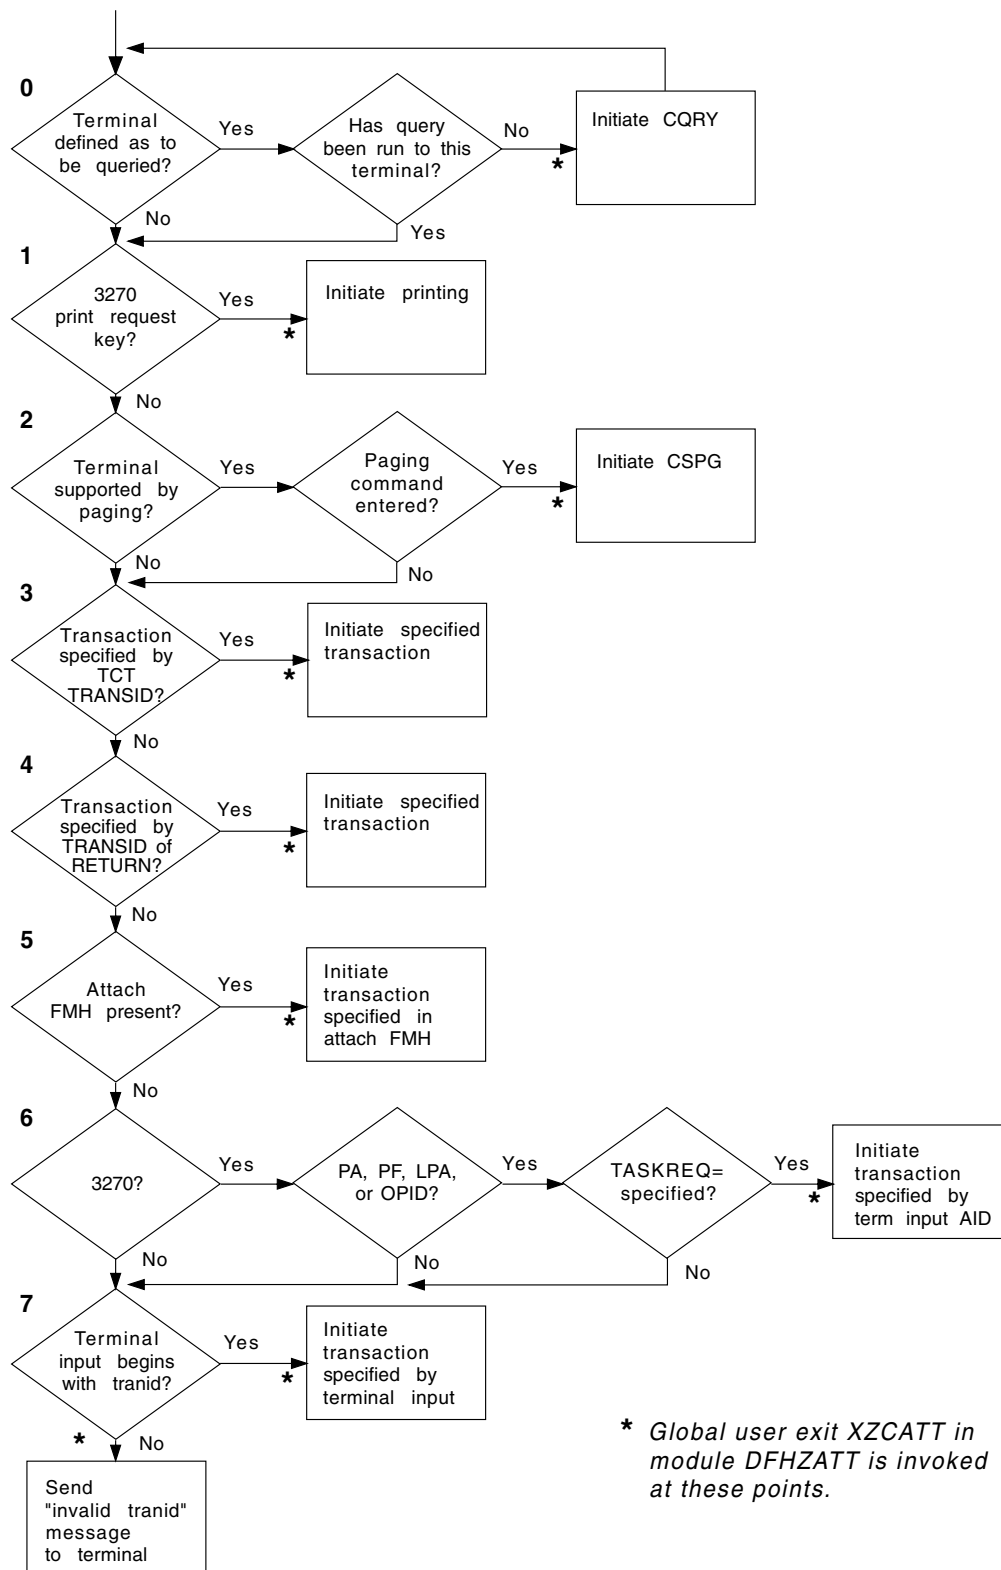 0
Terminal
defined as to
be queried?
Yes
Has query
been run to this
terminal?
No
*
Initiate CQRY
No
Yes
1
3270
print request
key?
Yes
*
Initiate printing
No
2
Terminal
supported by
paging?
Yes
Paging
command
entered?
Yes
*
Initiate CSPG
No
No
3
Transaction
specified by
TCT
TRANSID?
Yes
*
Initiate specified
transaction
No
4
Transaction
specified by
TRANSID of
RETURN?
Yes
*
Initiate specified
transaction
No
5
Attach
FMH present?
Yes
*
Initiate
transaction
specified in
attach FMH
No
6
3270?
Yes
PA, PF, LPA,
or OPID?
Yes
TASKREQ=
specified?
Yes
*
Initiate
transaction
specified by
term input AID
No
No
No
7
Terminal
input begins
with tranid?
Yes
*
Initiate
transaction
specified by
terminal input
*
No
Send
"invalid tranid"
message
to terminal
* Global user exit XZCATT in
module DFHZATT is invoked
at these points.